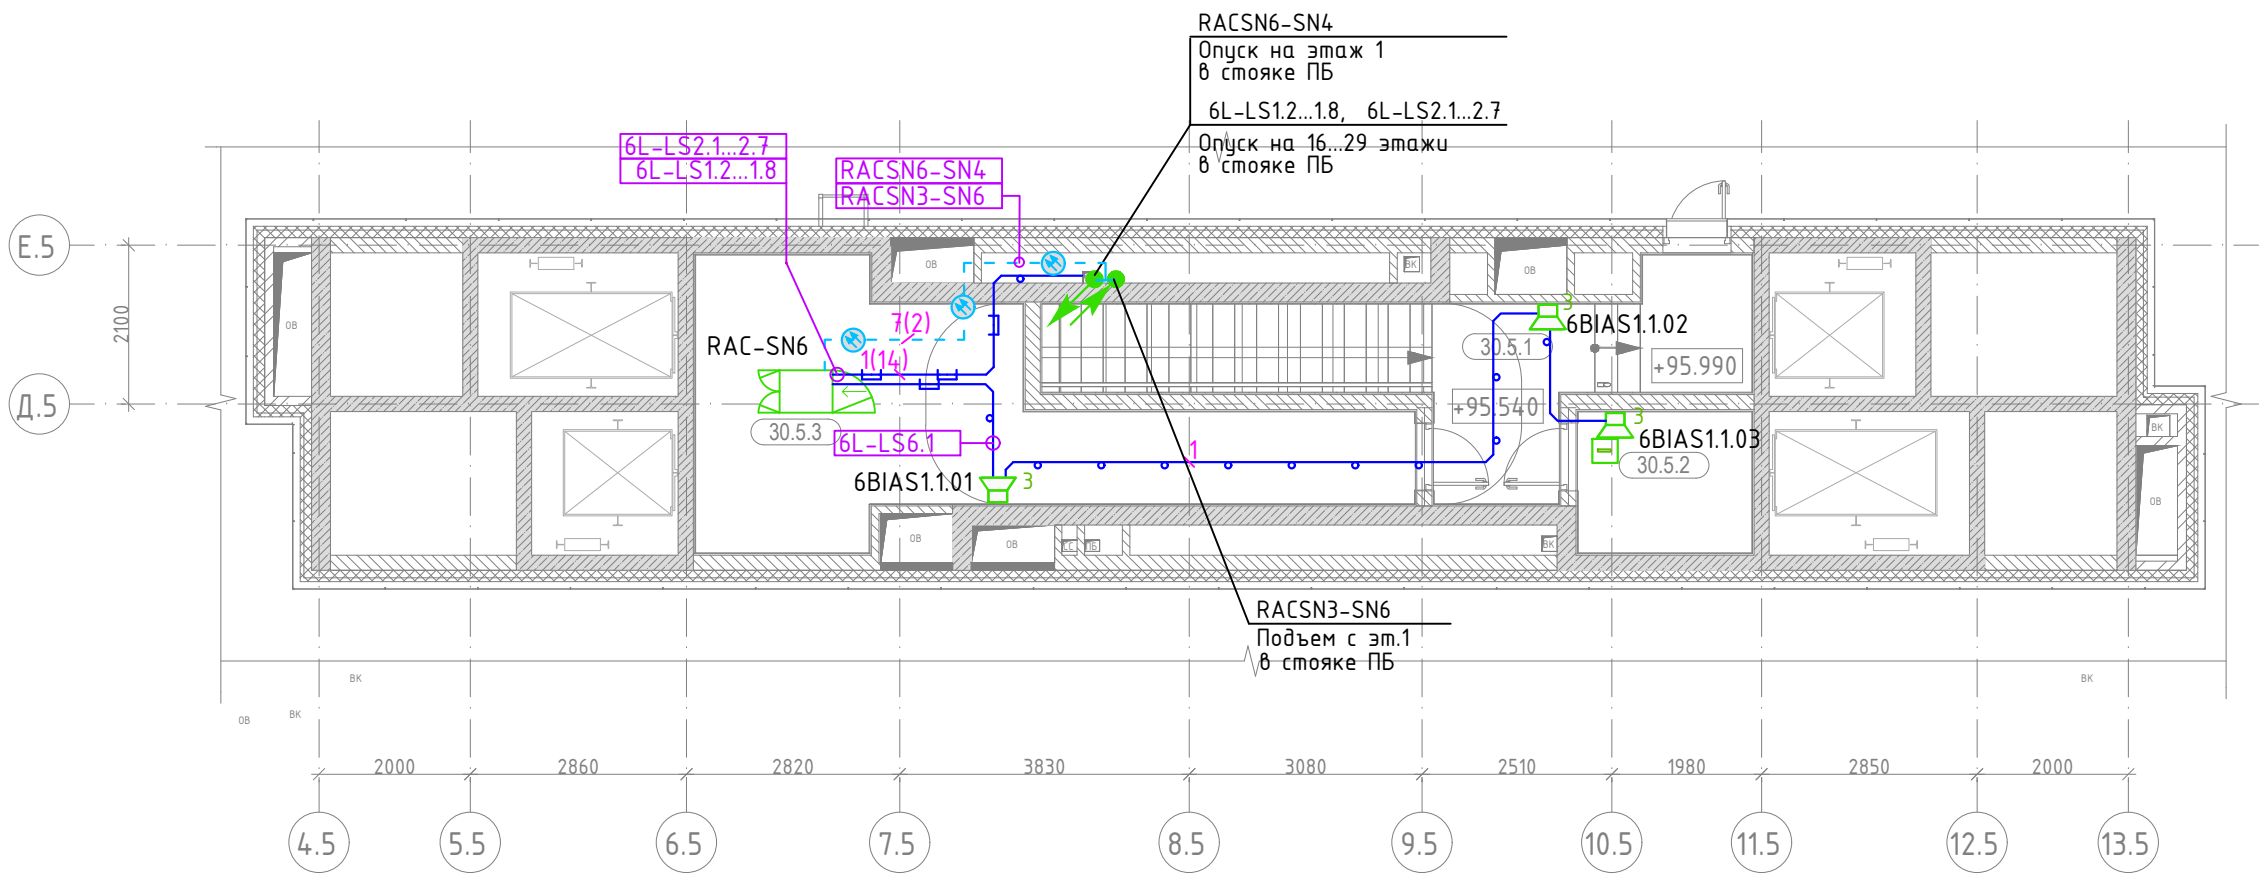 RACSN6-SN4
Опуск на этаж 1
в стояке ПБ
6L-LS1.2...1.8, 6L-LS2.1...2.7
Опуск на 16...29 этажи
в стояке ПБ
6L-LS2.1...2.7
6L-LS1.2...1.8
RACSN6-SN4
RACSN3-SN6
Е.5
Д.5
2100
ОВ
ОВ
ВК
ОВ
7(2)
1(14)
RAC-SN6
30.5.3
6L-LS6.1
6BIAS1.1.01
3
1
3
6BIAS1.1.02
30.5.1
+95.990
+95.540
3
6BIAS1.1.03
30.5.2
ВК
ОВ
ОВ
ОВ
СС
ПБ
ВК
RACSN3-SN6
Подъем с эт.1
в стояке ПБ
ВК
ВК
ОВ
ВК
2000
2860
2820
3830
3080
2510
1980
2850
2000
4.5
5.5
6.5
7.5
8.5
9.5
10.5
11.5
12.5
13.5